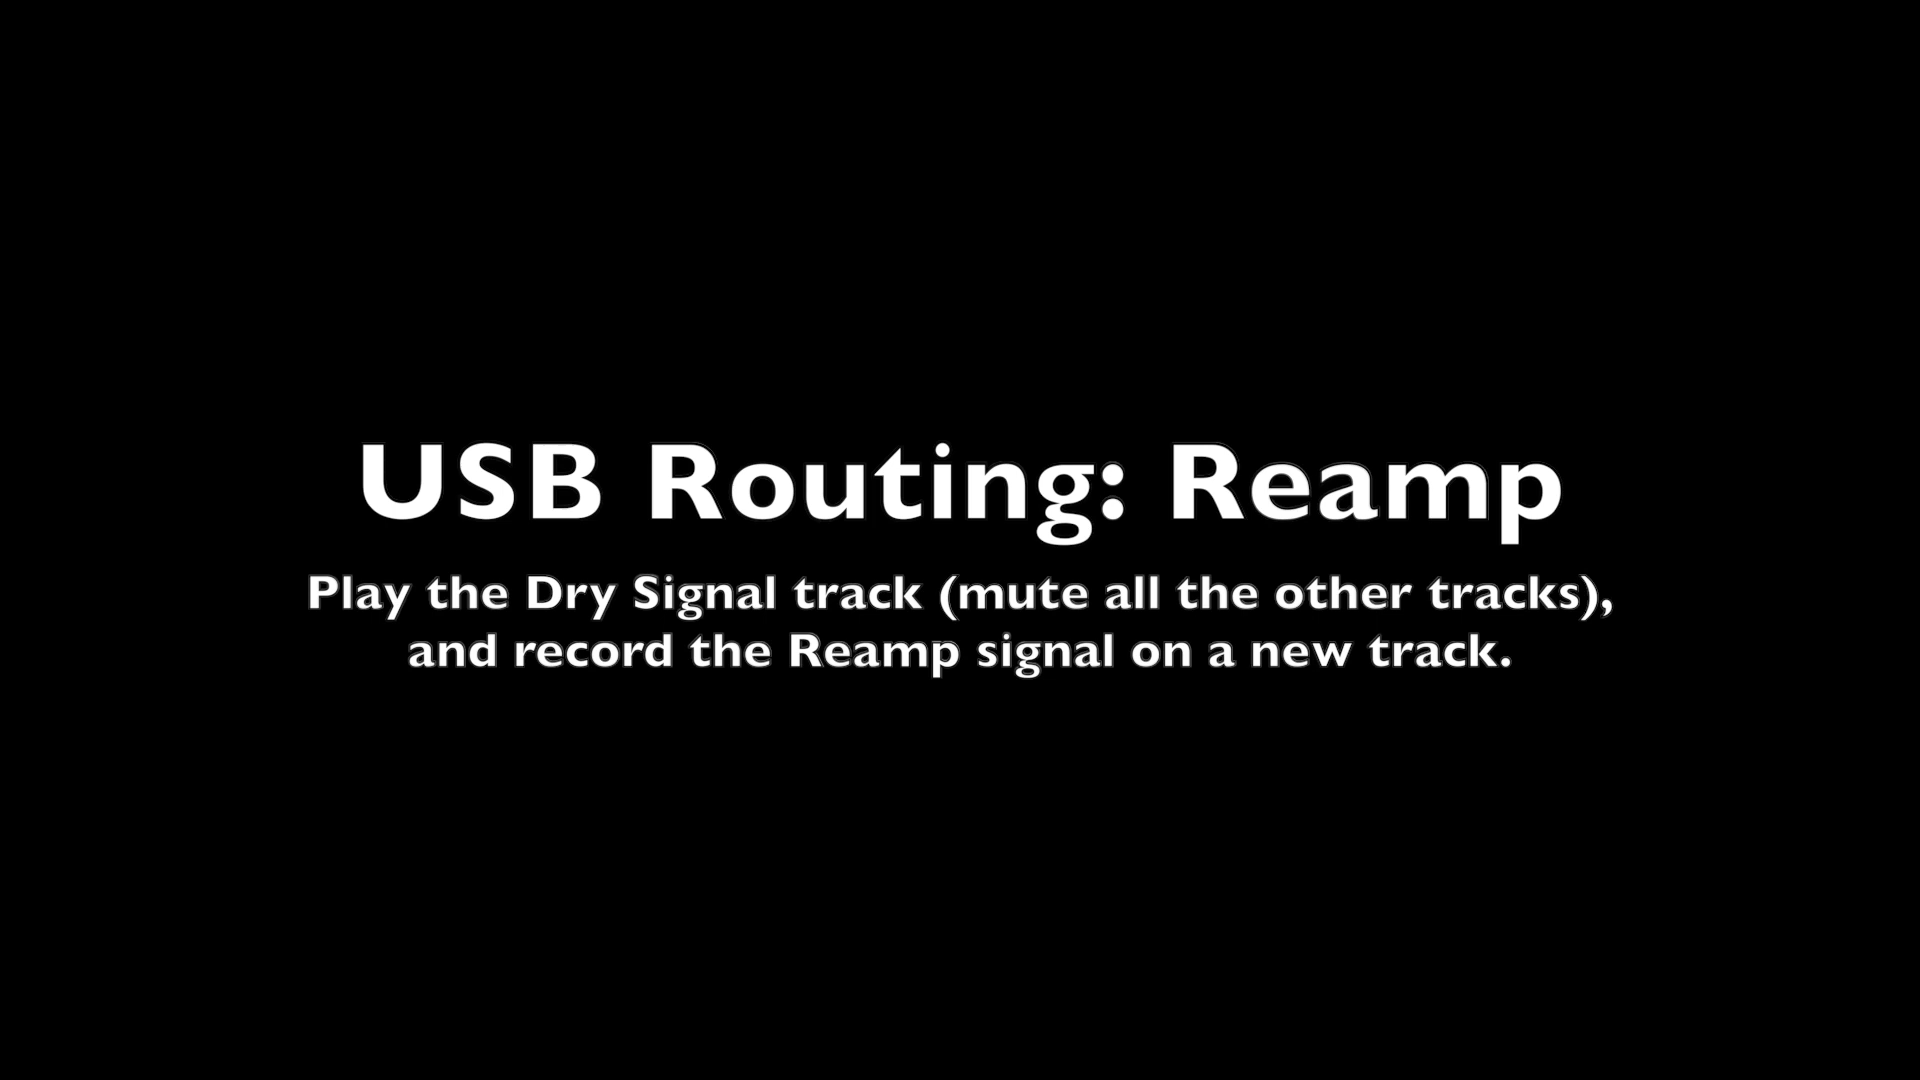 USB Routing: Reamp
Play the Dry Signal track (mute all the other tracks),
and record the Reamp signal on a new track.